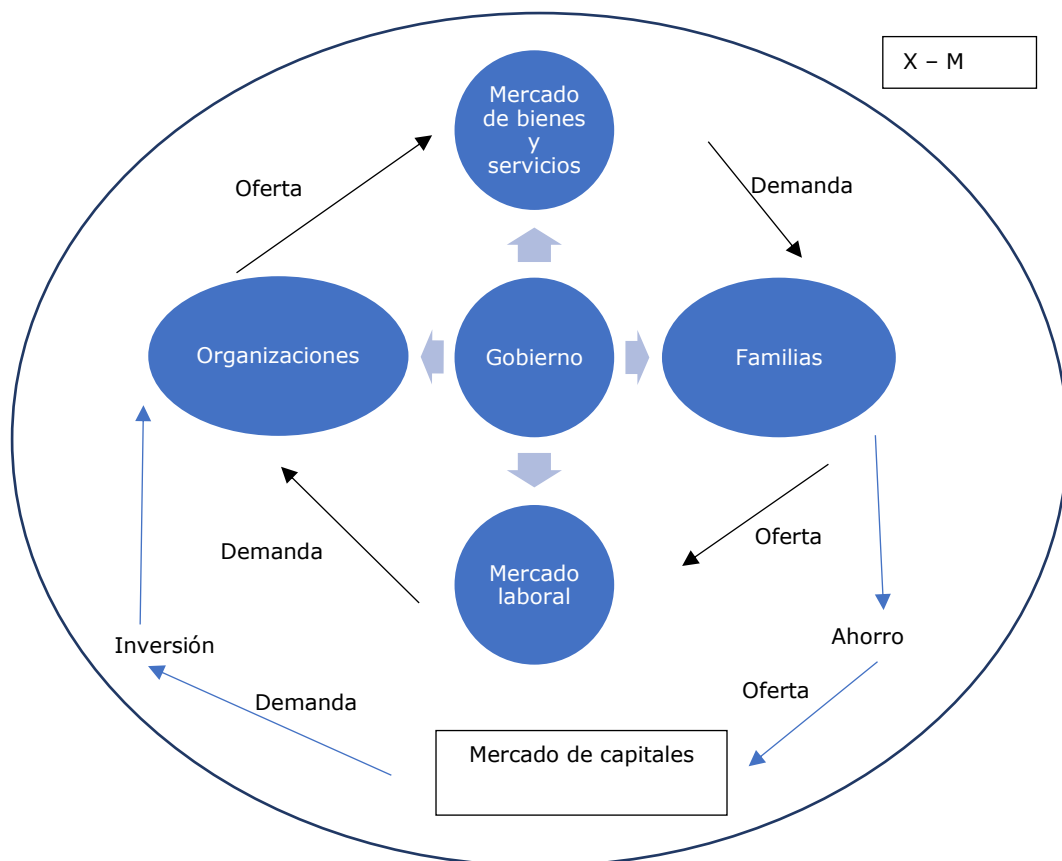 X – M
Mercado
de bienes
y
servicios
Oferta
Demanda
Organizaciones
Gobierno
Familias
Demanda
Oferta
Mercado
laboral
Inversión
Ahorro
Demanda
Oferta
Mercado de capitales